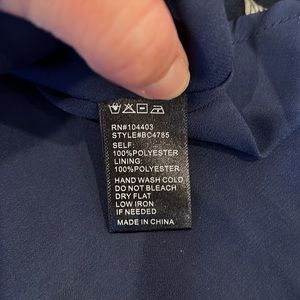 RN#104403
STYLE#BC4765
SELF:
100%POLYESTER
LINING:
100%POLYESTER
HAND WASH COLD
DO NOT BLEACH
DRY FLAT
LOW IRON
IF NEEDED
MADE IN CHINA